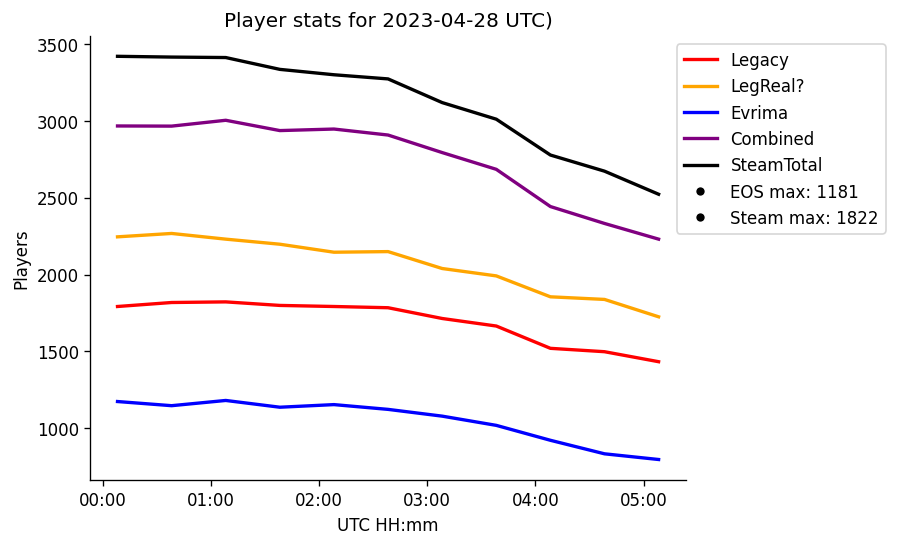 Player stats for 2023-04-28 UTC)
3500
3000
2500
2000
1500
1000
Players
00:00 01:00 02:00 03:00 04:00 05:00
UTC HH:mm
Legacy
LegReal?
Evrima
Combined
SteamTotal
EOS max: 1181
Steam max: 1822